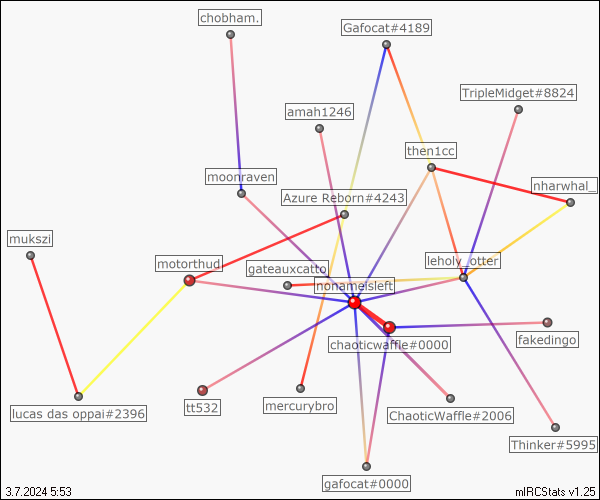 chobham.
Gafocat#4189
TripleMidget#8824
amah1246
then1cc
moonraven
nharwhal_
Azure Reborn#4243
mukszi
motorthud
gateauxcatto
leholy_otter
nonameisleft
fakedingo
chaoticwaffle#0000
lucas das oppai#2396
tt532
mercurybro
ChaoticWaffle#2006
Thinker#5995
gafocat#0000
3.7.2024 5:53
mIRCStats v1.25